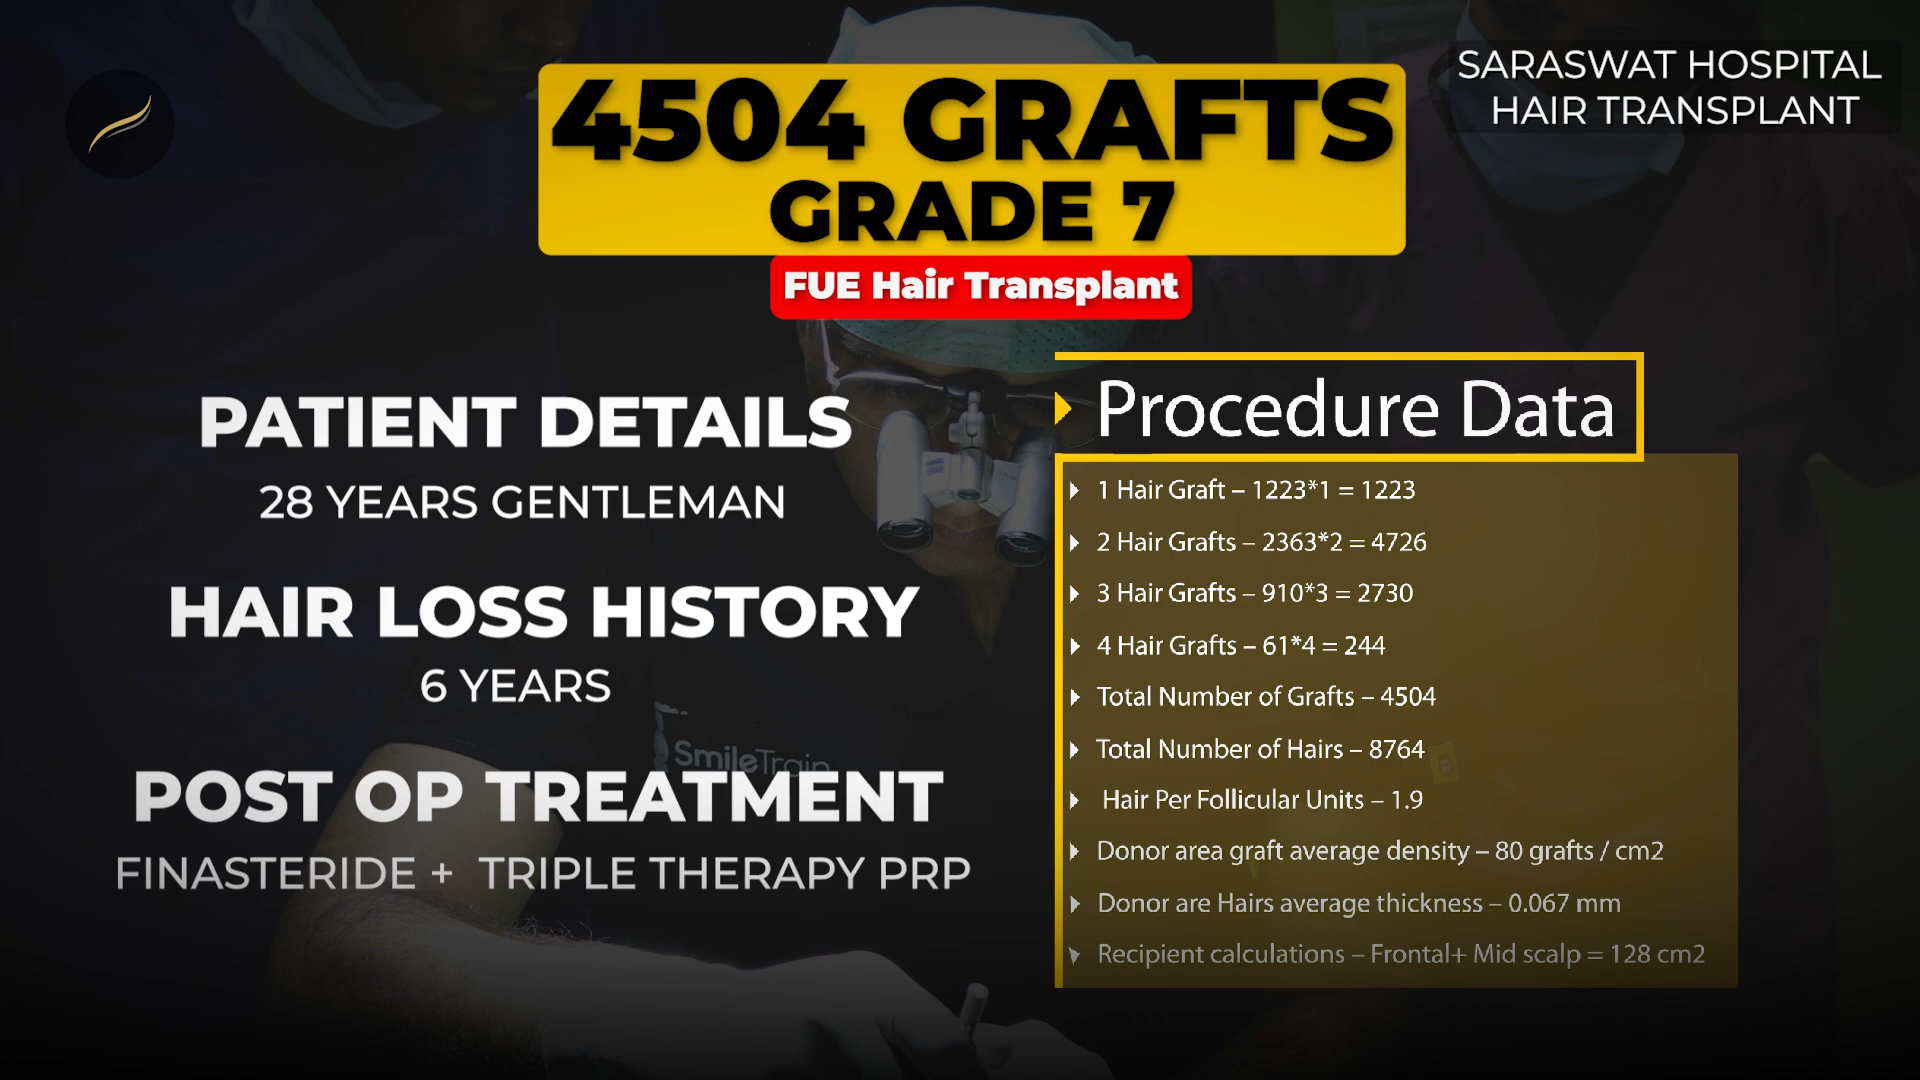 SARASWAT HOSPITAL
HAIR TRANSPLANT
4504 GRAFTS
GRADE 7
FUE Hair Transplant
PATIENT DETAILS
28 YEARS GENTLEMAN
HAIR LOSS HISTORY
6 YEARS
SmileTrain
POST OP TREATMENT
FINASTERIDE + TRIPLE THERAPY PRP
Procedure Data
1 Hair Graft – 1223*1 = 1223
2 Hair Grafts – 2363*2 = 4726
3 Hair Grafts – 910*3 = 2730
4 Hair Grafts – 61*4 = 244
Total Number of Grafts – 4504
Total Number of Hairs – 8764
Hair Per Follicular Units – 1.9
Donor area graft average density – 80 grafts / cm2
Donor are Hairs average thickness – 0.067 mm
Recipient calculations – Frontal+ Mid scalp = 128 cm2